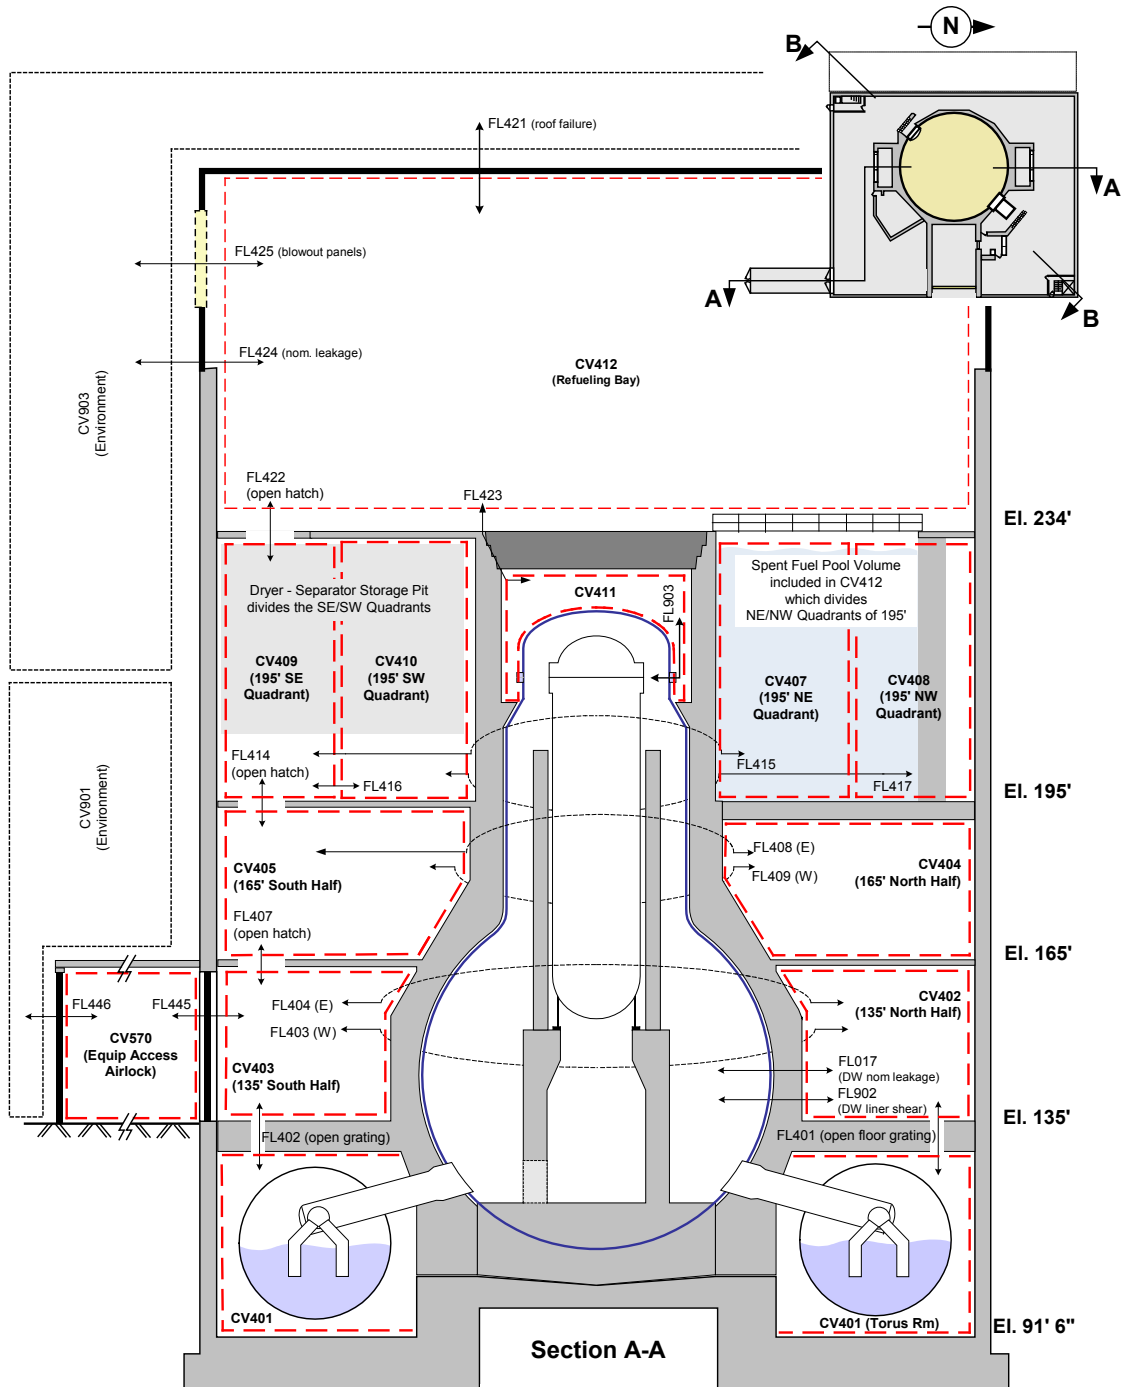 N
B
A
A
B
FL421 (roof failure)
FL425 (blowout panels)
FL424 (nom. leakage)
CV412
(Refueling Bay)
CV903
(Environment)
FL422
(open hatch)
FL423
El. 234'
Dryer - Separator Storage Pit
divides the SE/SW Quadrants
CV411
FL903
Spent Fuel Pool Volume
included in CV412
which divides
NE/NW Quadrants of 195'
CV409
(195' SE
Quadrant)
CV410
(195' SW
Quadrant)
CV407
(195' NE
Quadrant)
CV408
(195' NW
Quadrant)
FL414
(open hatch)
FL416
FL415
FL417
El. 195'
CV901
(Environment)
CV405
(165' South Half)
FL408 (E)
FL409 (W)
CV404
(165' North Half)
FL407
(open hatch)
El. 165'
FL446
FL445
CV570
(Equip Access
Airlock)
FL404 (E)
FL403 (W)
CV403
(135' South Half)
CV402
(135' North Half)
FL017
(DW nom leakage)
FL902
(DW liner shear)
El. 135'
FL402 (open grating)
FL401 (open floor grating)
CV401
CV401 (Torus Rm)
El. 91' 6"
Section A-A